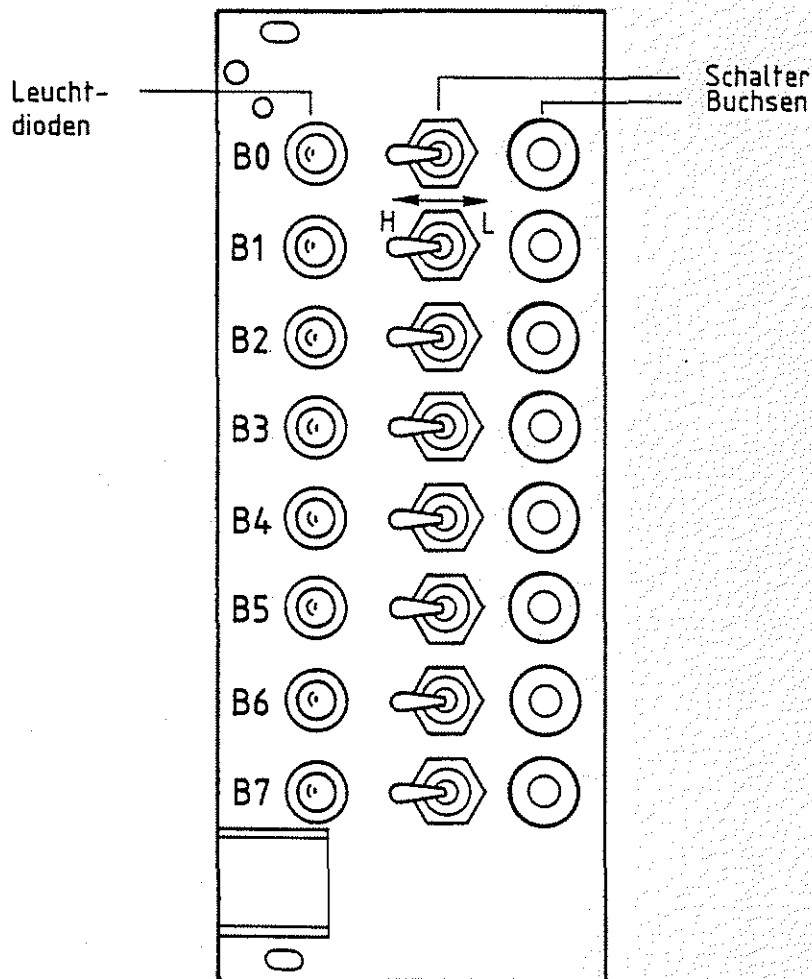 Leucht-
dioden
Schalter
Buchsen
B0
H L
B1
B2
B3
B4
B5
B6
B7